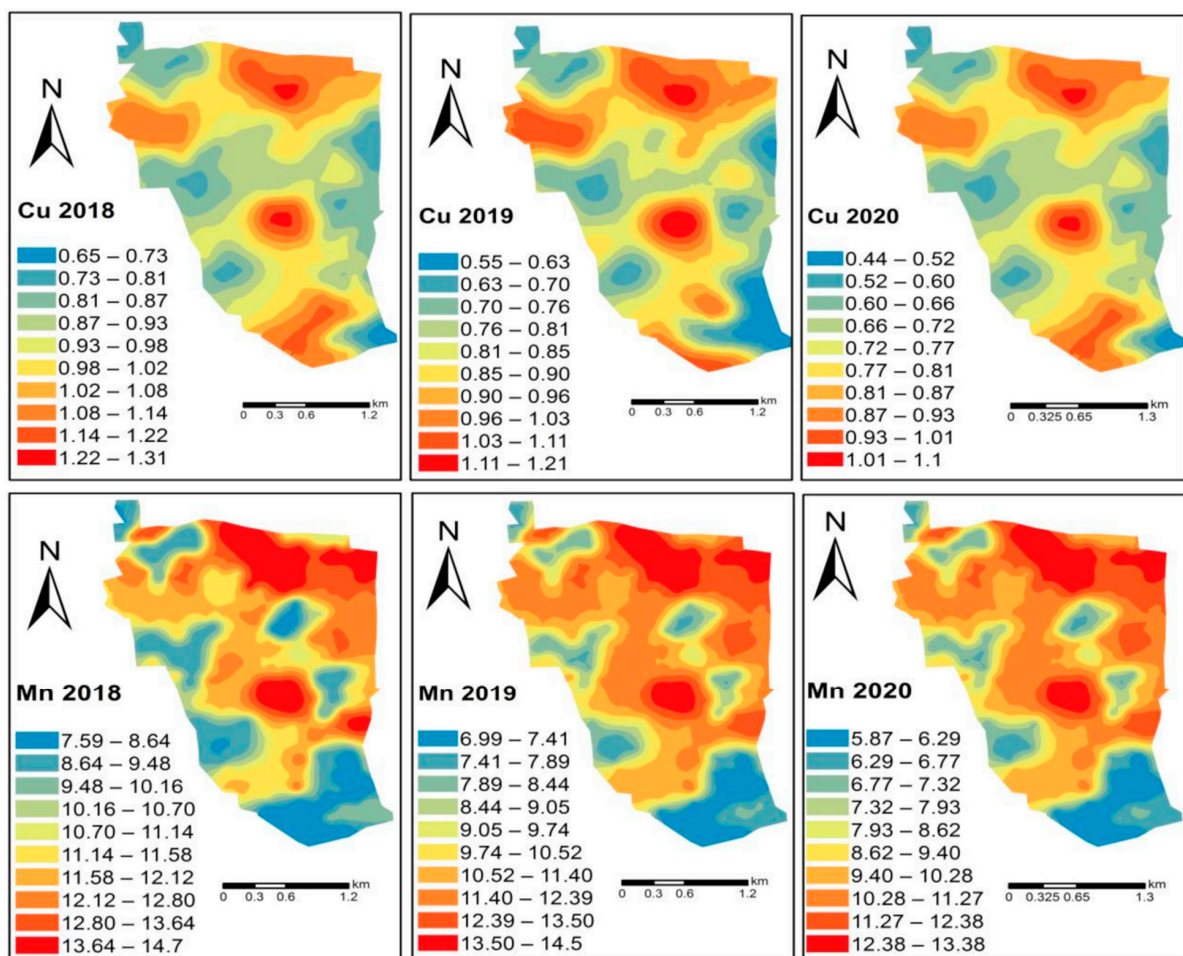 N
Cu 2018
0.65 – 0.73
0.73 – 0.81
0.81 – 0.87
0.87 – 0.93
0.93 – 0.98
0.98 – 1.02
1.02 – 1.08
1.08 – 1.14
1.14 – 1.22
1.22 – 1.31
km
0 0.3 0.6 1.2
N
Cu 2019
0.55 – 0.63
0.63 – 0.70
0.70 – 0.76
0.76 – 0.81
0.81 – 0.85
0.85 – 0.90
0.90 – 0.96
0.96 – 1.03
1.03 – 1.11
1.11 – 1.21
km
0 0.3 0.6 1.2
N
Cu 2020
0.44 – 0.52
0.52 – 0.60
0.60 – 0.66
0.66 – 0.72
0.72 – 0.77
0.77 – 0.81
0.81 – 0.87
0.87 – 0.93
0.93 – 1.01
1.01 – 1.1
km
0 0.325 0.65 1.3
N
Mn 2018
7.59 – 8.64
8.64 – 9.48
9.48 – 10.16
10.16 – 10.70
10.70 – 11.14
11.14 – 11.58
11.58 – 12.12
12.12 – 12.80
12.80 – 13.64
13.64 – 14.7
km
0 0.3 0.6 1.2
N
Mn 2019
6.99 – 7.41
7.41 – 7.89
7.89 – 8.44
8.44 – 9.05
9.05 – 9.74
9.74 – 10.52
10.52 – 11.40
11.40 – 12.39
12.39 – 13.50
13.50 – 14.5
km
0 0.3 0.6 1.2
N
Mn 2020
5.87 – 6.29
6.29 – 6.77
6.77 – 7.32
7.32 – 7.93
7.93 – 8.62
8.62 – 9.40
9.40 – 10.28
10.28 – 11.27
11.27 – 12.38
12.38 – 13.38
km
0 0.325 0.65 1.3